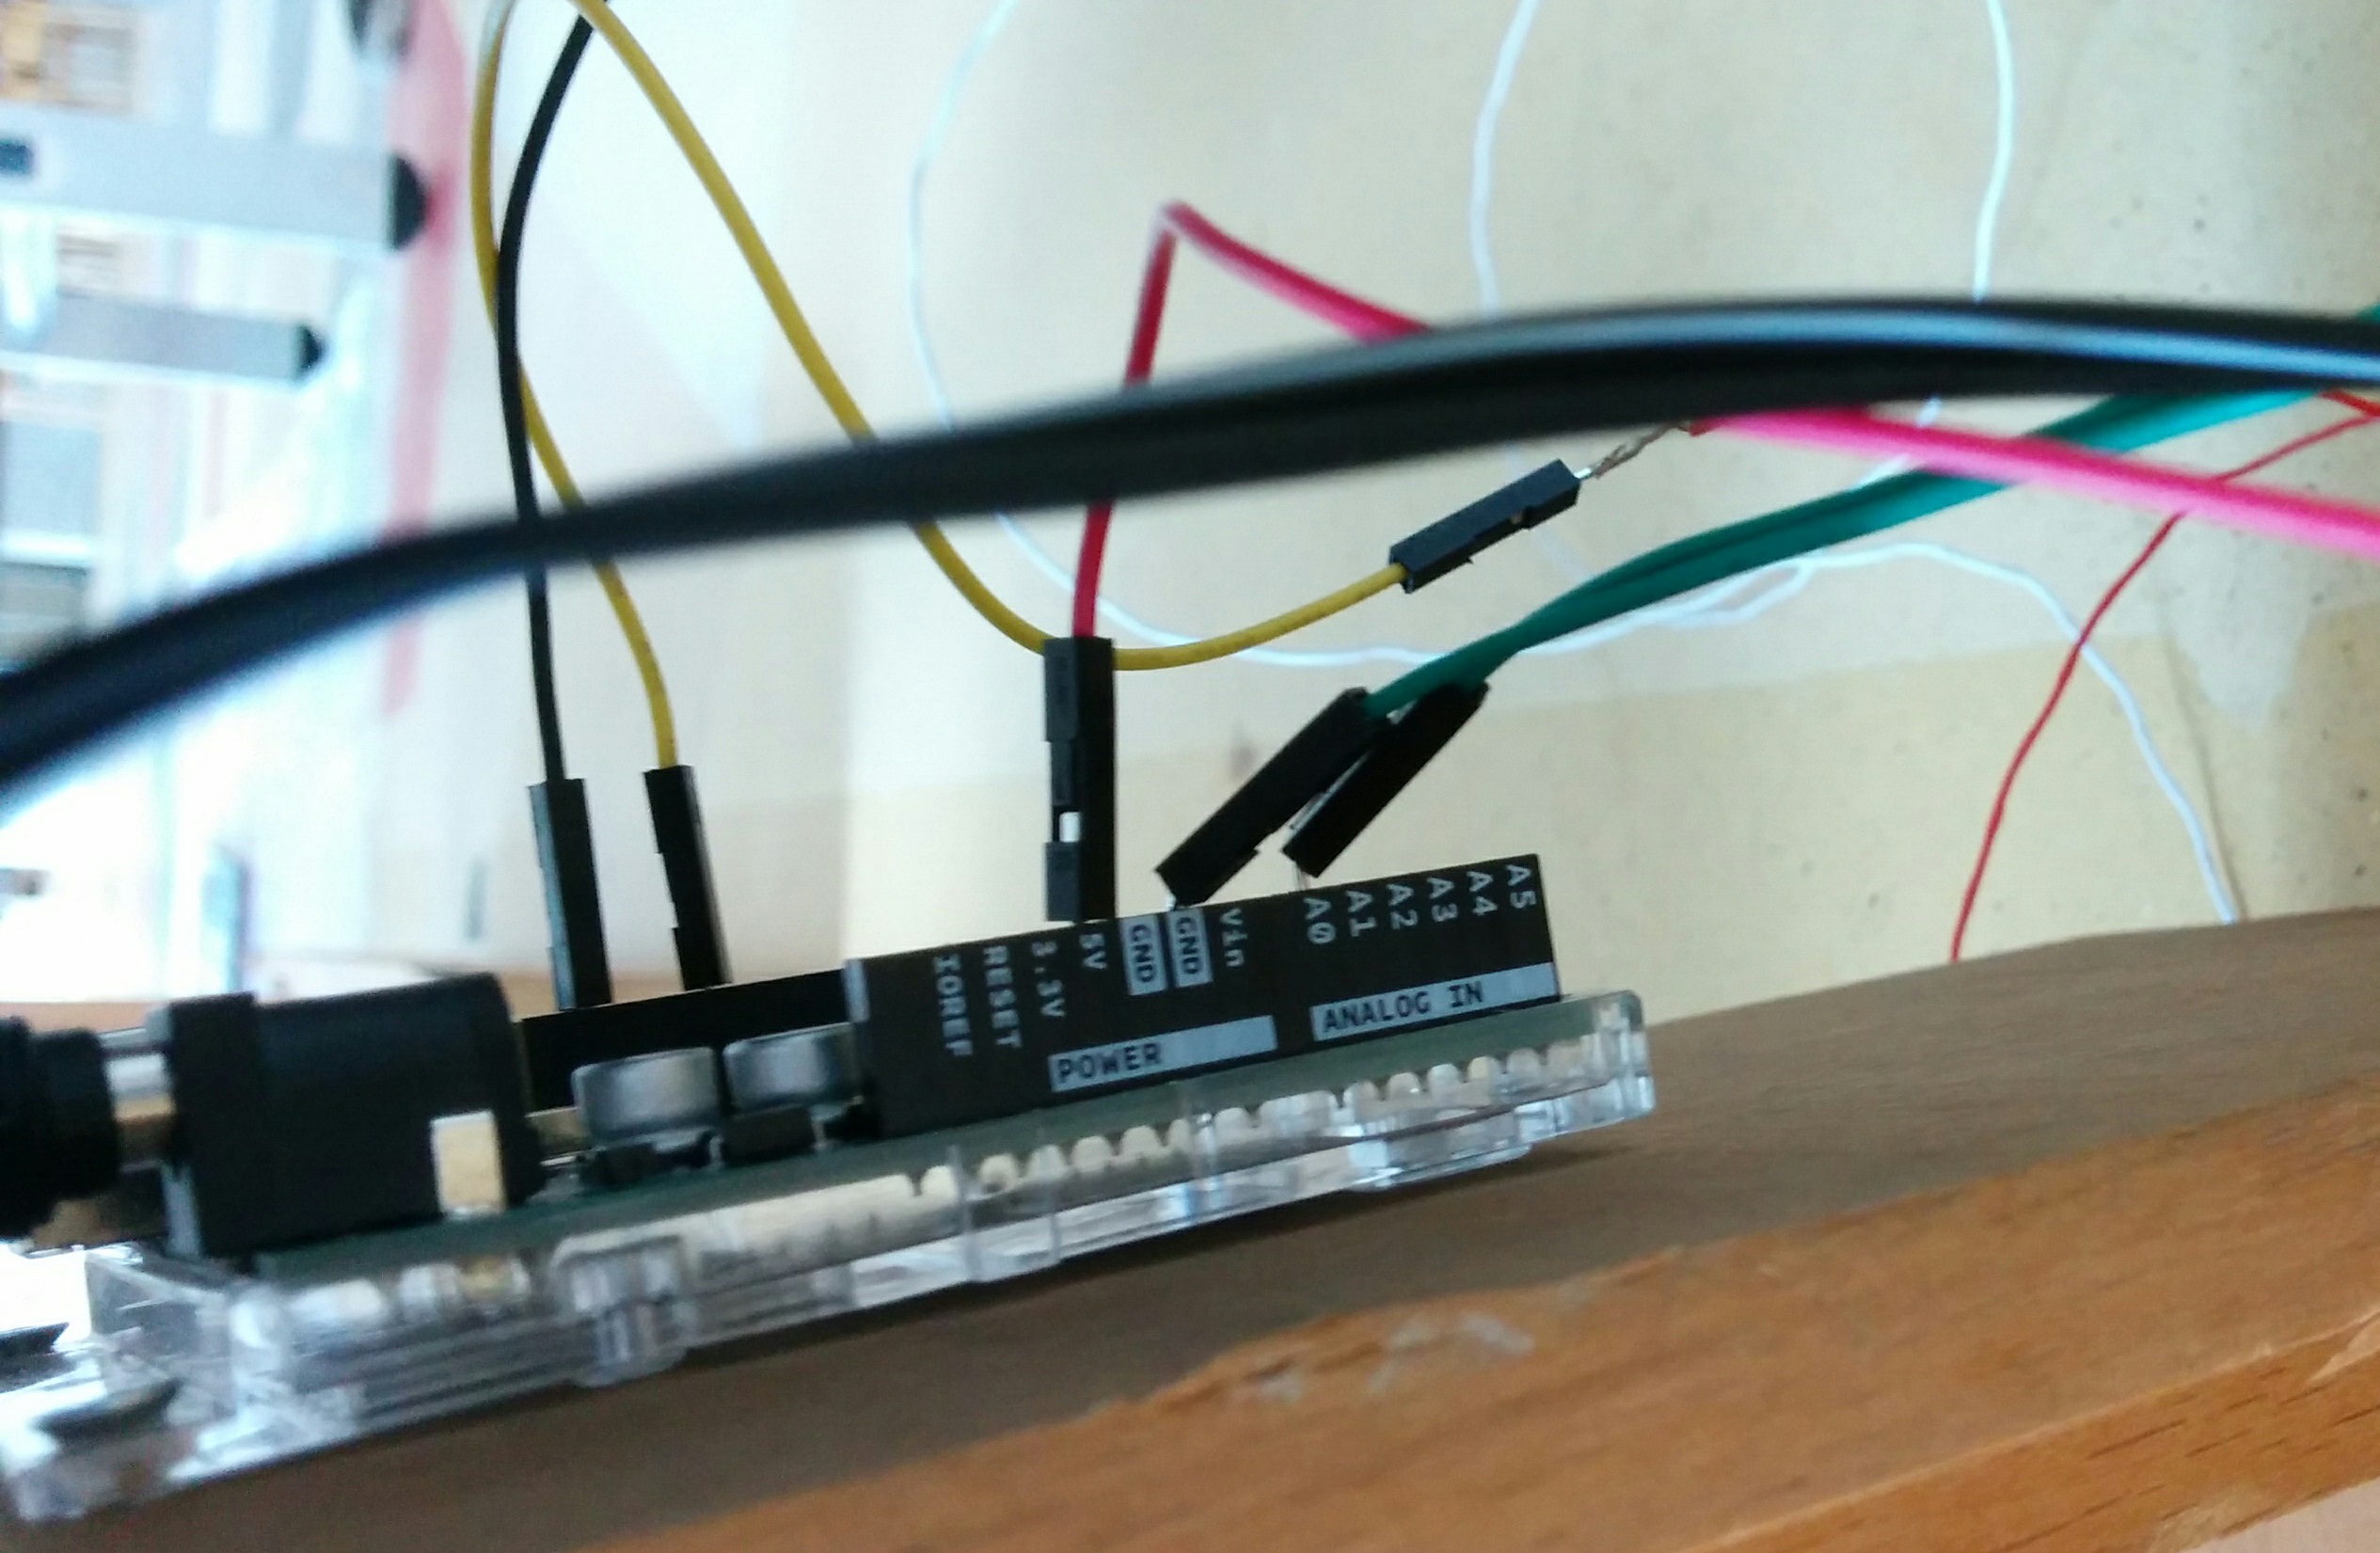 IOREF
RESET
3.3V
5V
GND
GND
Vin
A0
A1
A2
A3
A4
A5
POWER
ANALOG IN